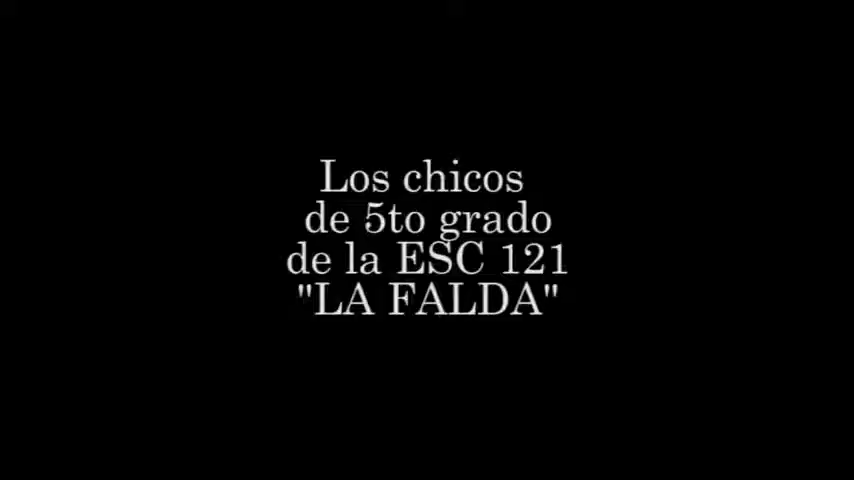 Los chicos
de 5to grado
de la ESC 121
"LA FALDA"